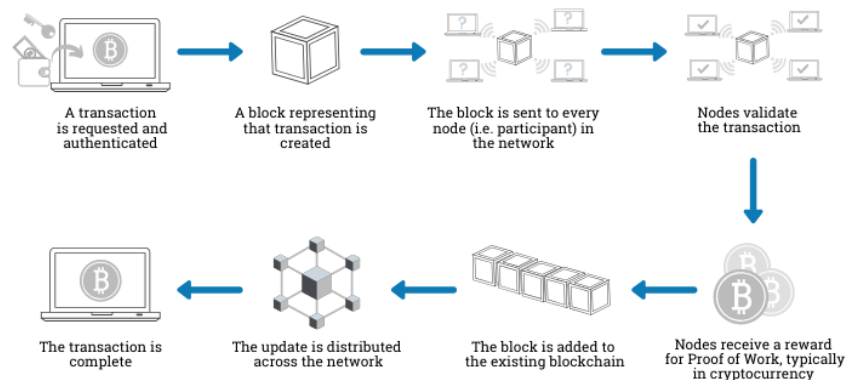 A transaction
is requested and
authenticated
A block representing
that transaction is
created
The block is sent to every
node (i.e. participant) in
the network
Nodes validate
the transaction
The transaction is
complete
The update is distributed
across the network
The block is added to
the existing blockchain
Nodes receive a reward
for Proof of Work, typically
in cryptocurrency